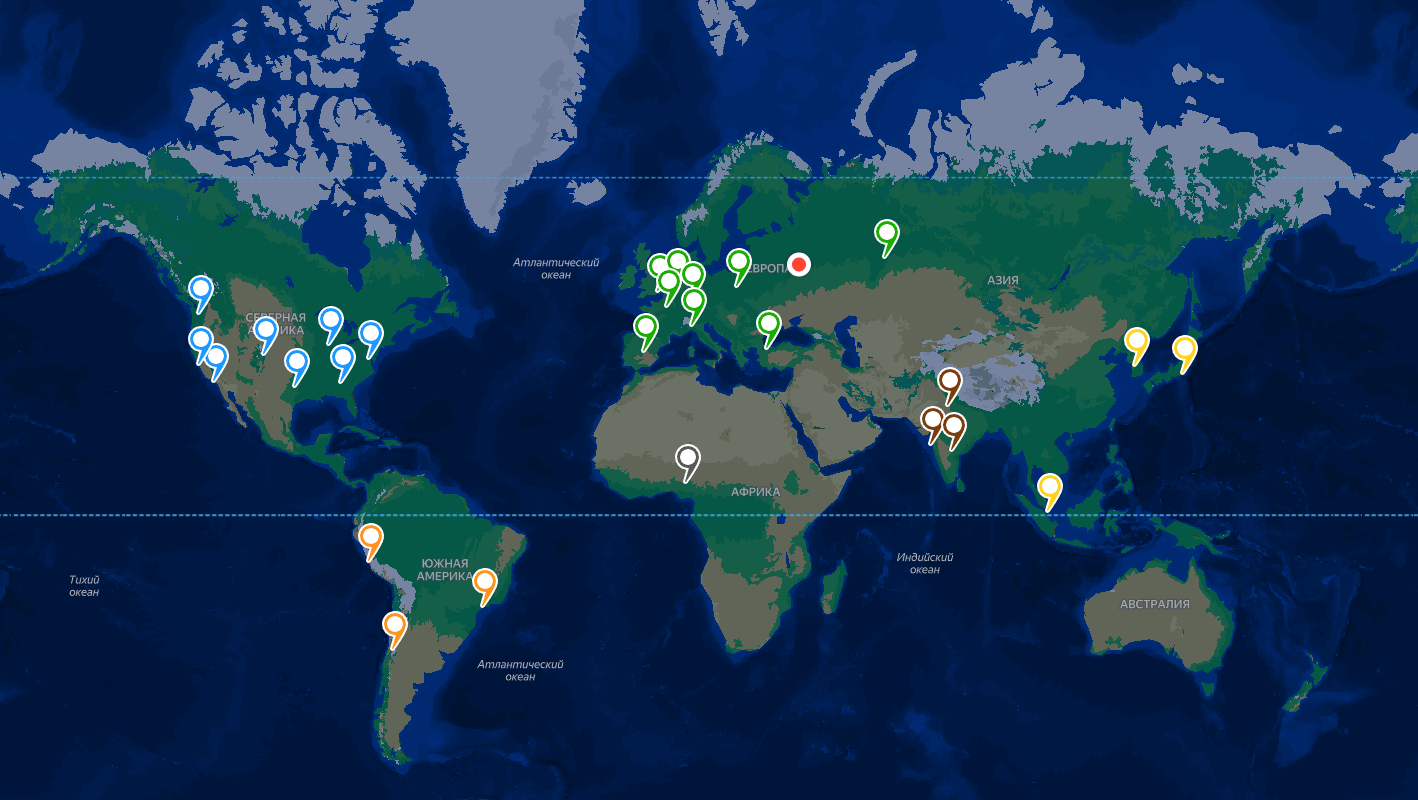 Атлантический
океан
ЕВРОПА
АЗИЯ
СЕВЕРНАЯ
АМЕРИКА
АФРИКА
Индийский
океан
ЮЖНАЯ
АМЕРИКА
Тихий
океан
АВСТРАЛИЯ
Атлантический
океан